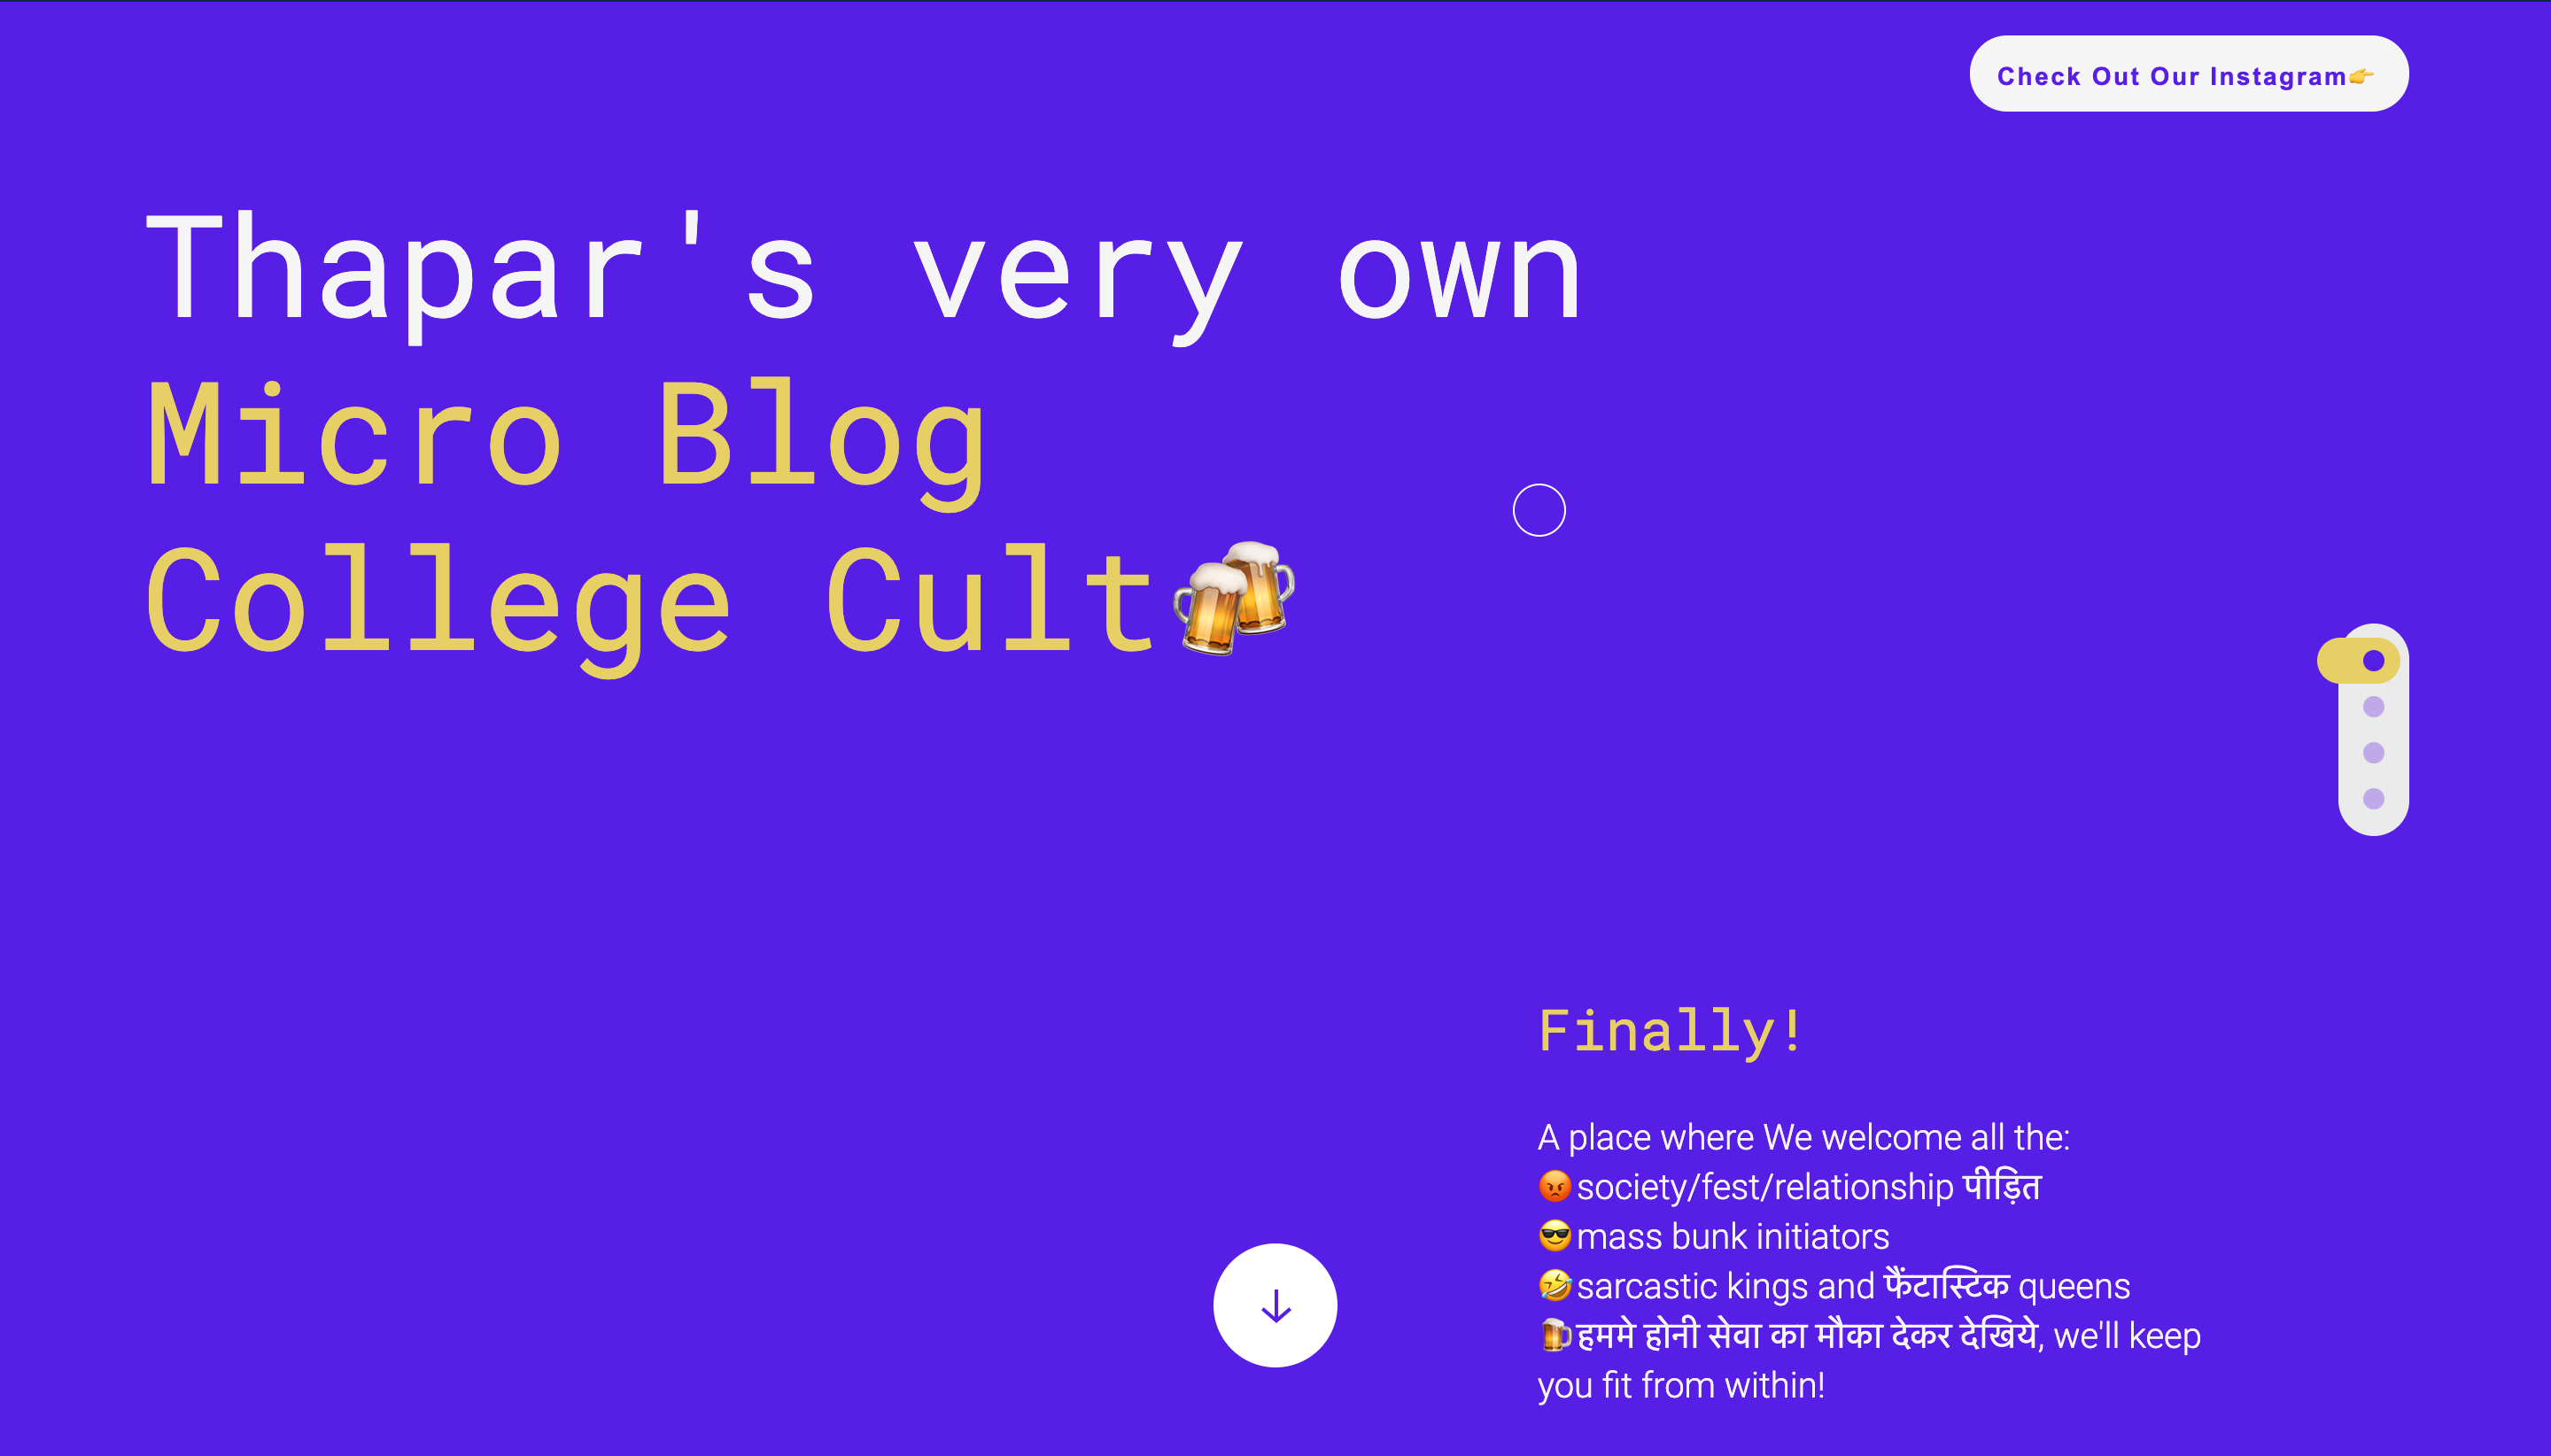 Check Out Our Instagram👉
Thapar's very own
Micro Blog
College Cult🍻
Finally!
A place where We welcome all the:
😡society/fest/relationship पीड़ित
😎mass bunk initiators
🤣sarcastic kings and फैंटास्टिक queens
🍺हममे होनी सेवा का मौका देकर देखिये, we'll keep
you fit from within!